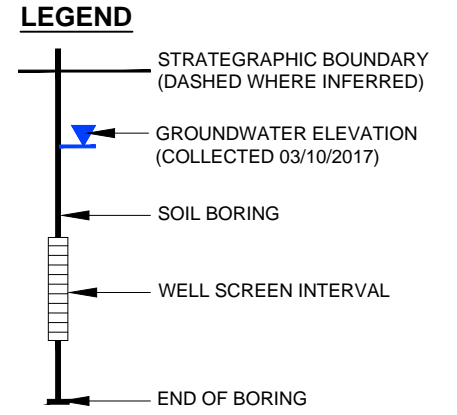 LEGEND
STRATEGRAPHIC BOUNDARY
(DASHED WHERE INFERRED)
GROUNDWATER ELEVATION
(COLLECTED 03/10/2017)
SOIL BORING
WELL SCREEN INTERVAL
END OF BORING